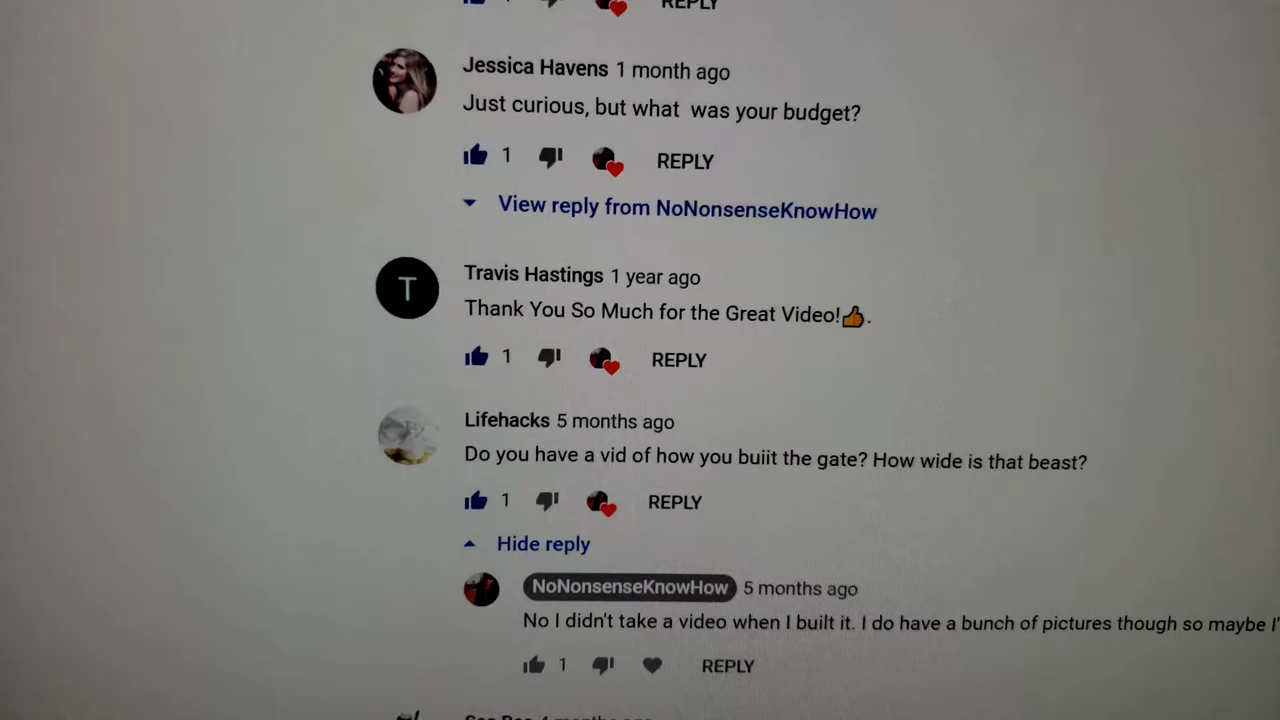 REPLY
Jessica Havens 1 month ago
Just curious, but what was your budget?
1 REPLY
View reply from NoNonsenseKnowHow
T
Travis Hastings 1 year ago
Thank You So Much for the Great Video!👍.
1 REPLY
Lifehacks 5 months ago
Do you have a vid of how you buiit the gate? How wide is that beast?
1 REPLY
Hide reply
NoNonsenseKnowHow 5 months ago
No I didn't take a video when I built it. I do have a bunch of pictures though so maybe I'
1 REPLY